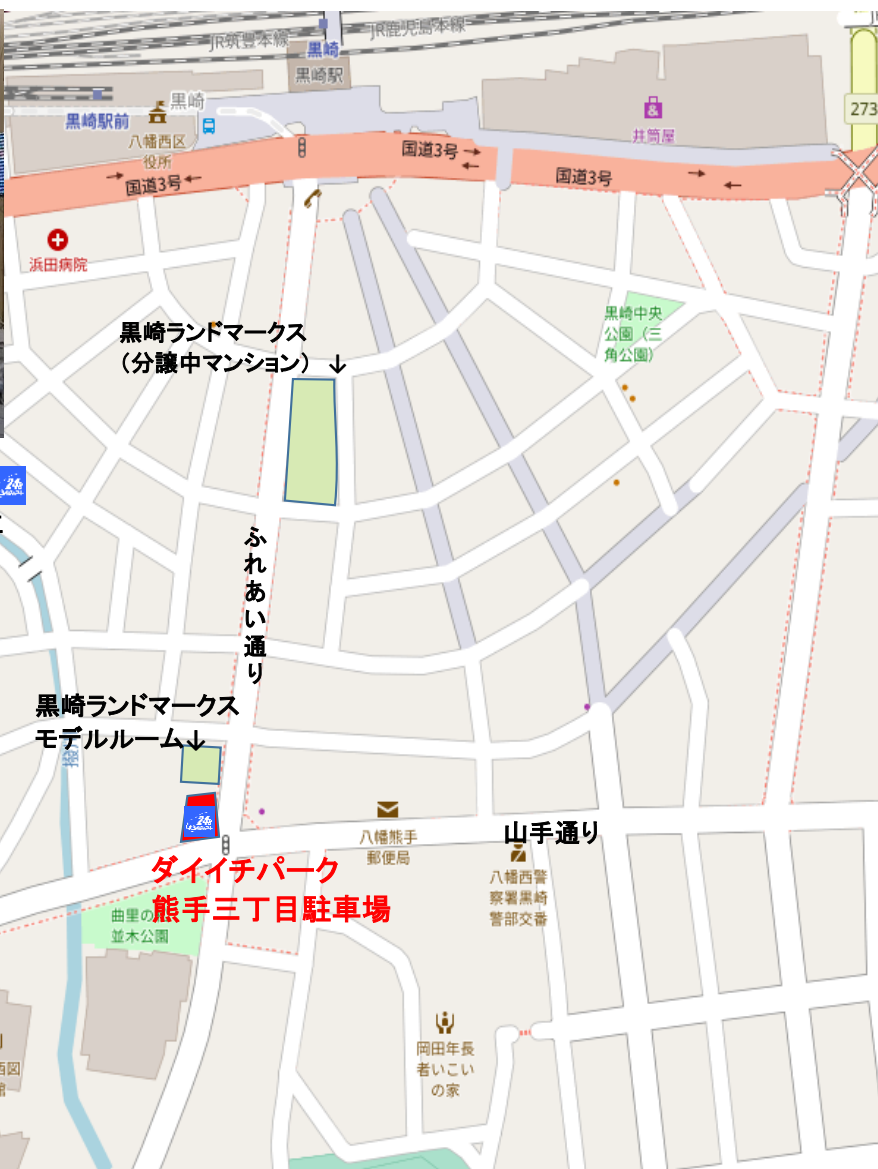 JR筑豊本線
JR鹿児島本線
黒崎
黒崎駅
黒崎
黒崎駅前
八幡西区
役所
井筒屋
273
国道3号
国道3号
国道3号
浜田病院
黒崎中央
公園（三
角公園）
黒崎ランドマークス
（分譲中マンション） ↓
24h
ふれあい通り
黒崎ランドマークス
モデルルーム↓
撥
24h
八幡熊手
郵便局
山手通り
八幡西警
察署黒崎
警部交番
ダイイチパーク
熊手三丁目駐車場
曲里の
並木公園
岡田年長
者いこい
の家
西図
館